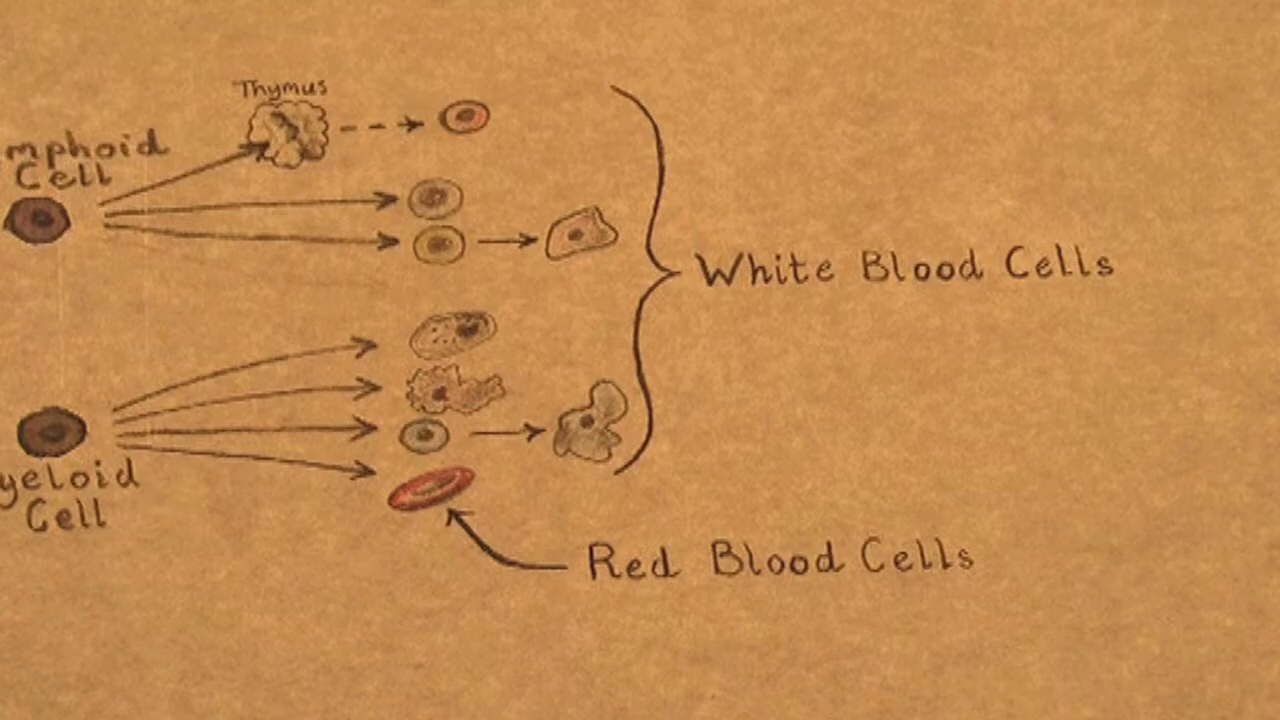 Thymus
mphoid
Cell
White Blood Cells
yeloid
Cell
Red Blood Cells